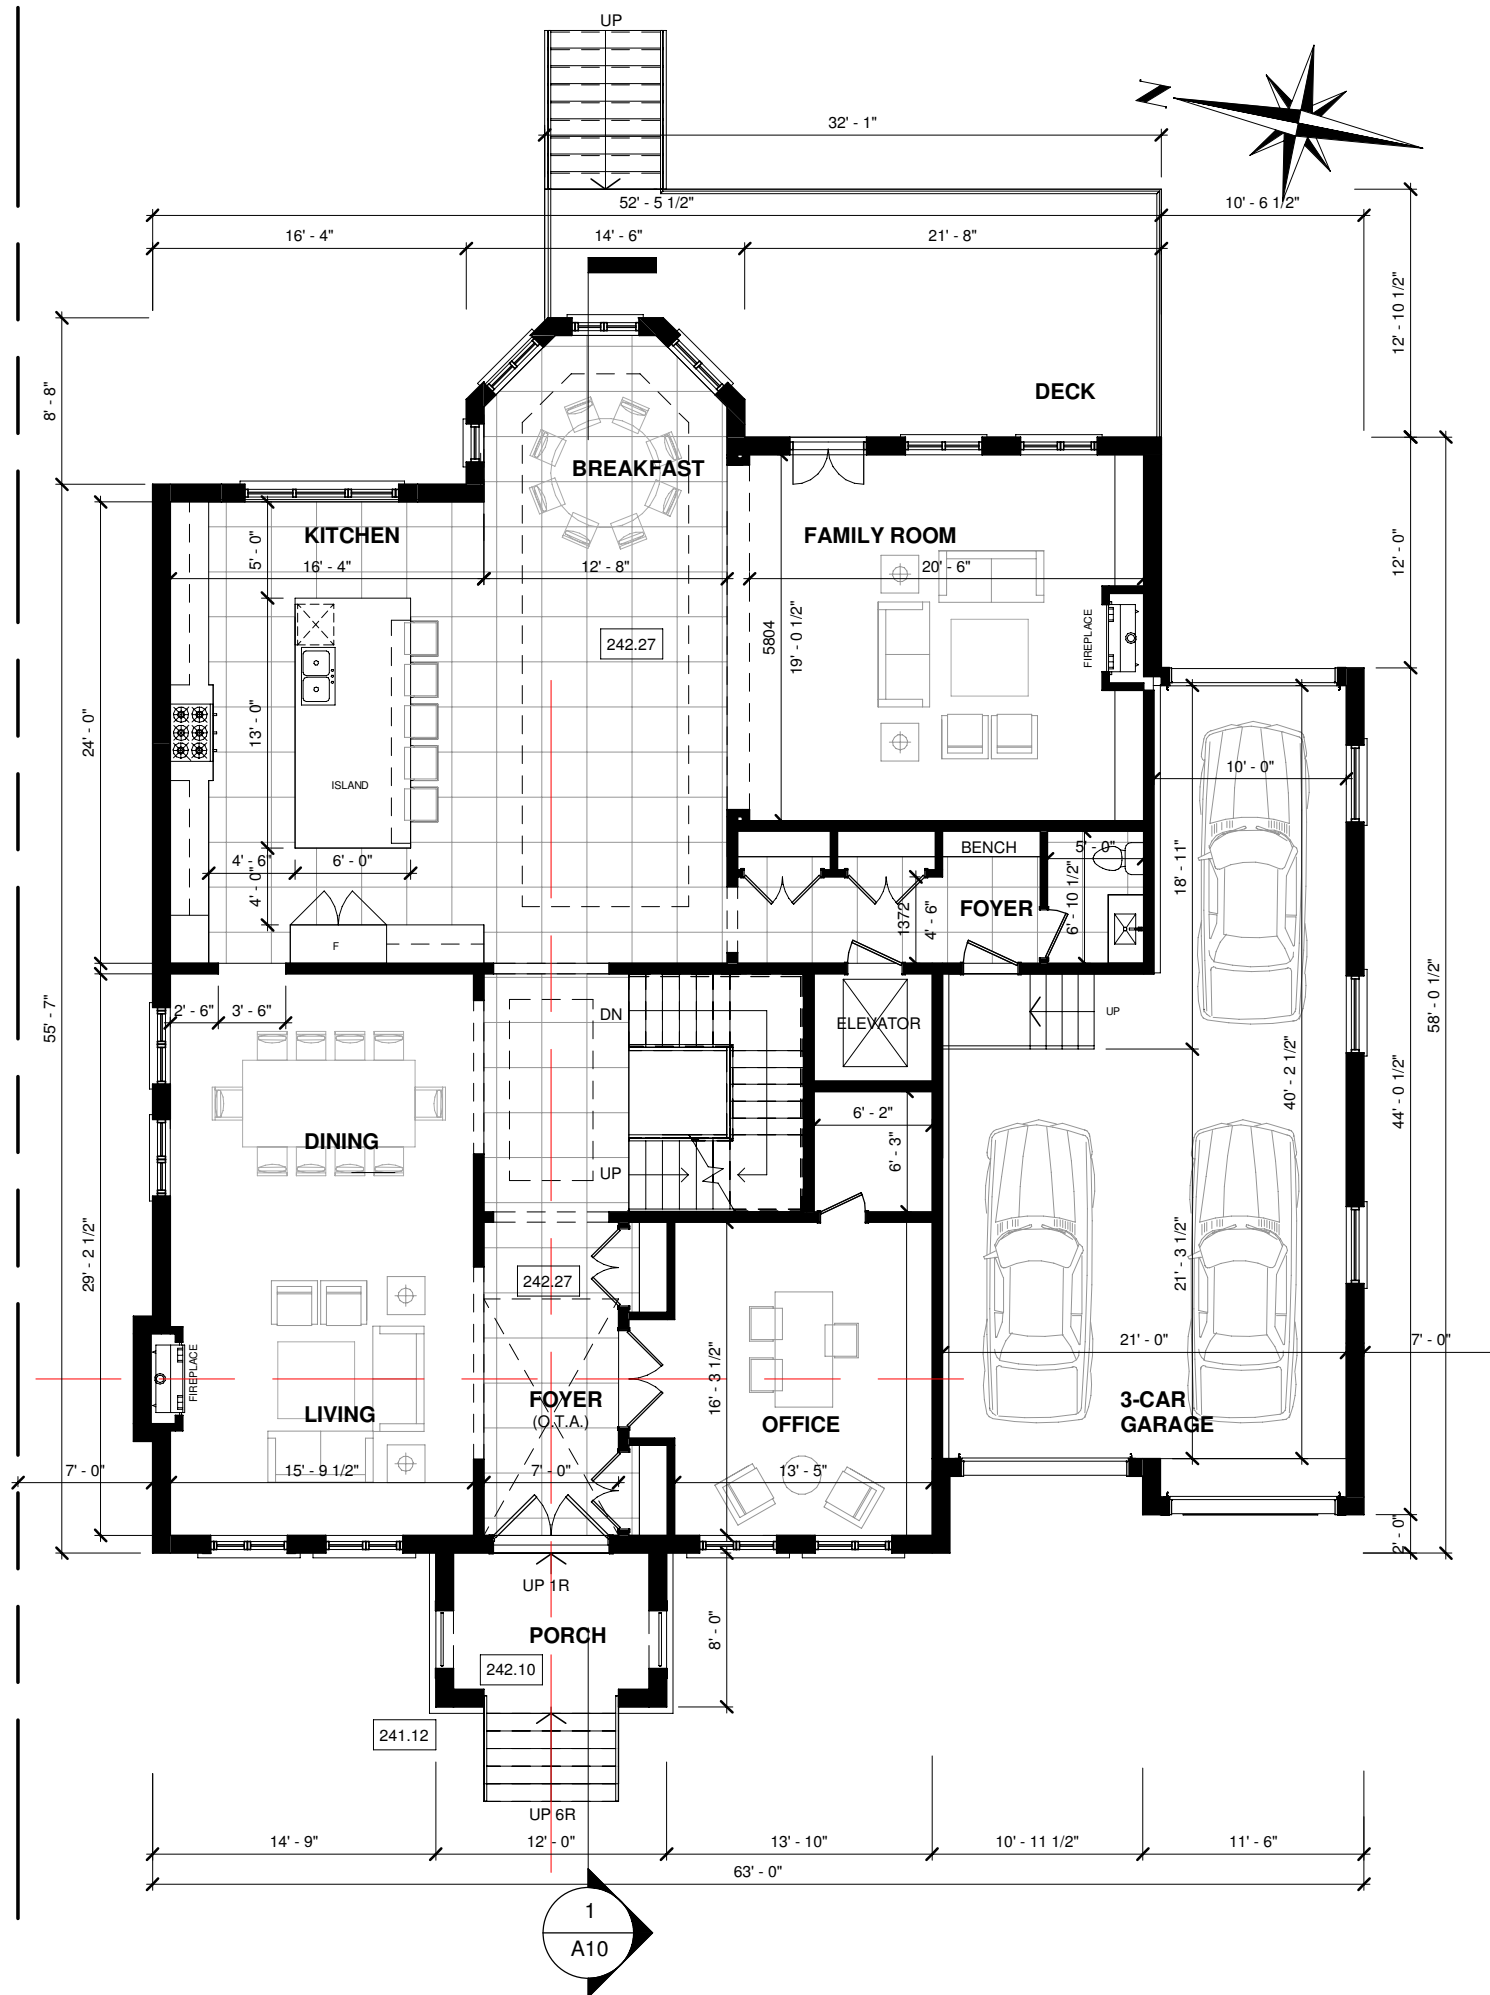 UP
N
32' - 1"
52' - 5 1/2"
10' - 6 1/2"
16' - 4"
14' - 6"
21' - 8"
12' - 10 1/2"
8' - 8"
DECK
BREAKFAST
KITCHEN
FAMILY ROOM
5' - 0"
16' - 4"
12' - 8"
20' - 6"
12' - 0"
242.27
5804
19' - 0 1/2"
FIREPLACE
24' - 0"
13' - 0"
ISLAND
10' - 0"
4' - 6"
6' - 0"
4' - 0"
BENCH
5' - 0"
18' - 11"
FOYER
1372
4' - 6"
6' - 10 1/2"
F
55' - 7"
2' - 6"
3' - 6"
DN
ELEVATOR
UP
58' - 0 1/2"
40' - 2 1/2"
44' - 0 1/2"
6' - 2"
6' - 3"
DINING
UP
29' - 2 1/2"
242.27
21' - 3 1/2"
FIREPLACE
16' - 3 1/2"
21' - 0"
7' - 0"
LIVING
FOYER
(O.T.A.)
OFFICE
3-CAR
GARAGE
7' - 0"
15' - 9 1/2"
7' - 0"
13' - 5"
2' - 0"
UP 1R
PORCH
8' - 0"
242.10
241.12
UP 6R
14' - 9"
12' - 0"
13' - 10"
10' - 11 1/2"
11' - 6"
63' - 0"
1
A10